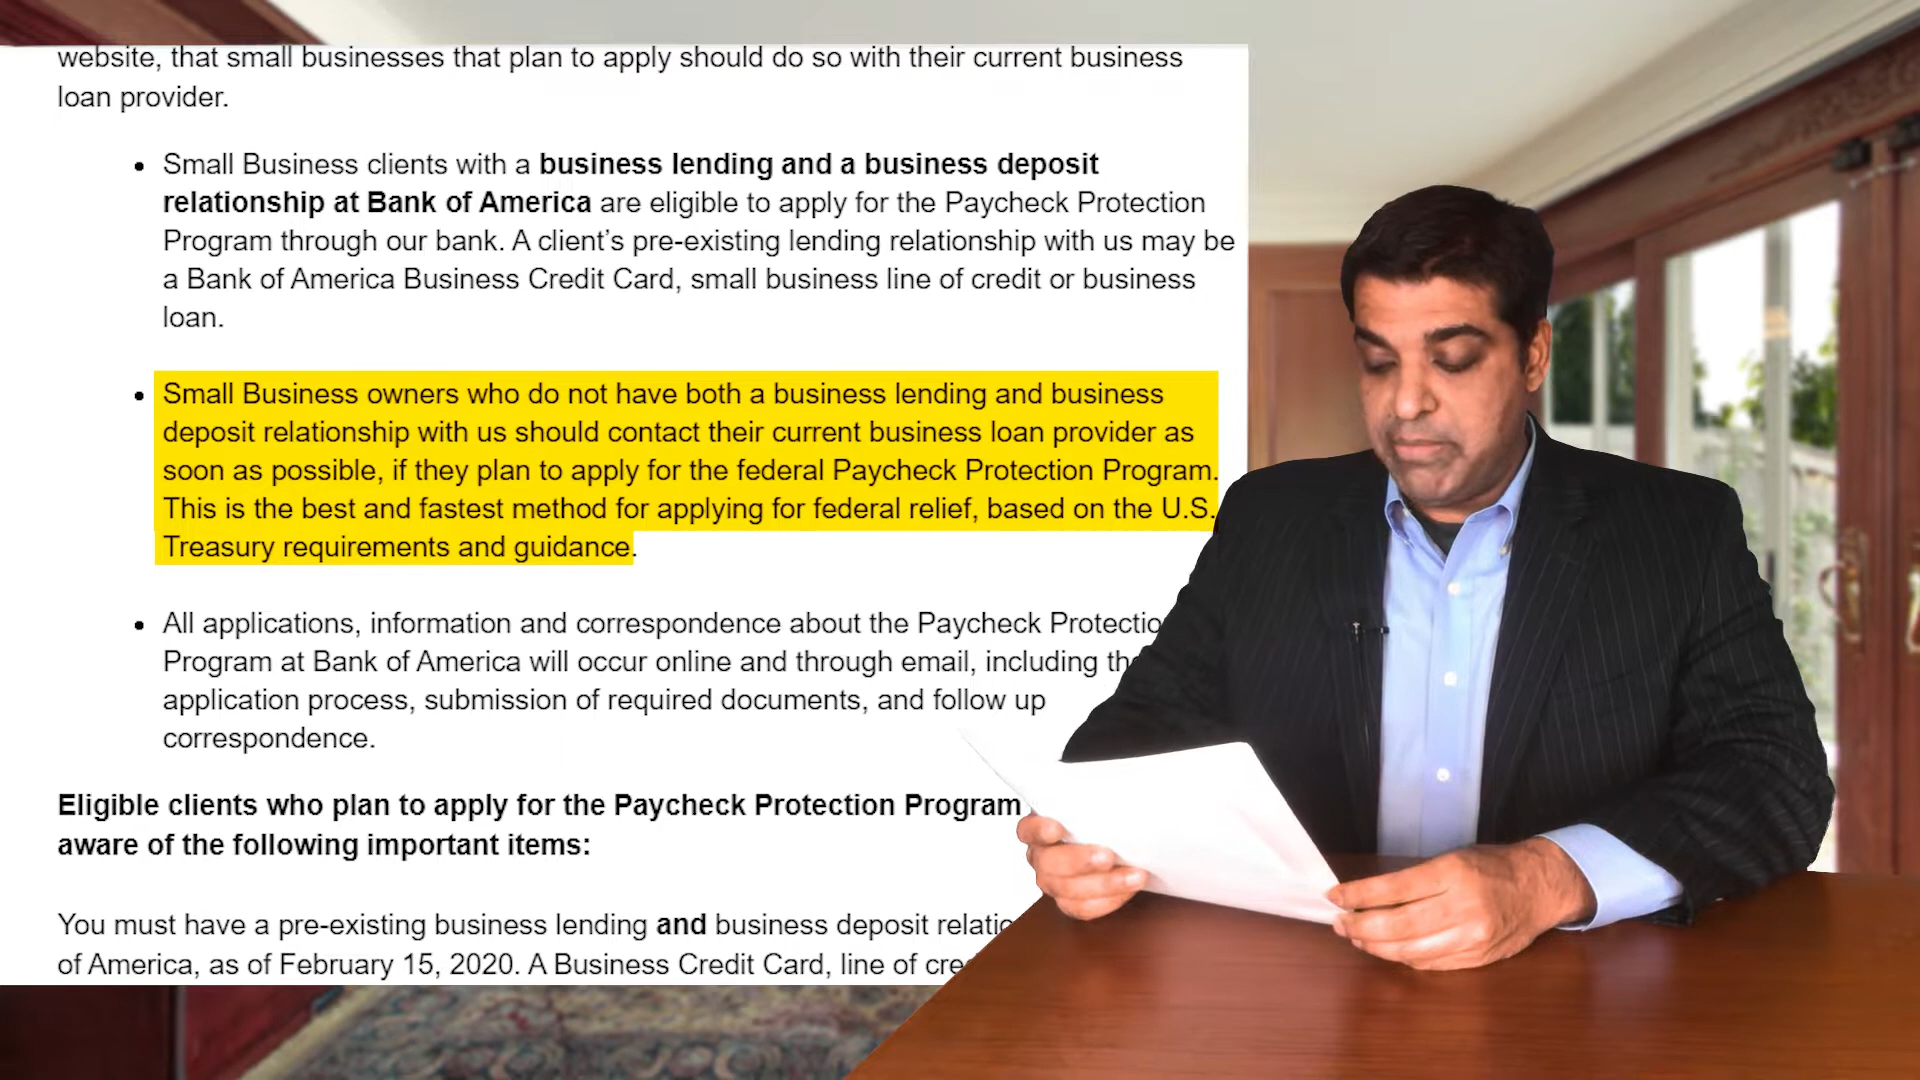 website, that small businesses that plan to apply should do so with their current business
loan provider.
• Small Business clients with a business lending and a business deposit
relationship at Bank of America are eligible to apply for the Paycheck Protection
Program through our bank. A client’s pre-existing lending relationship with us may be
a Bank of America Business Credit Card, small business line of credit or business
loan.
• Small Business owners who do not have both a business lending and business
deposit relationship with us should contact their current business loan provider as
soon as possible, if they plan to apply for the federal Paycheck Protection Program.
This is the best and fastest method for applying for federal relief, based on the U.S.
Treasury requirements and guidance.
• All applications, information and correspondence about the Paycheck Protectio
Program at Bank of America will occur online and through email, including the
application process, submission of required documents, and follow up
correspondence.
Eligible clients who plan to apply for the Paycheck Protection Program
aware of the following important items:
You must have a pre-existing business lending and business deposit relatio
of America, as of February 15, 2020. A Business Credit Card, line of cre